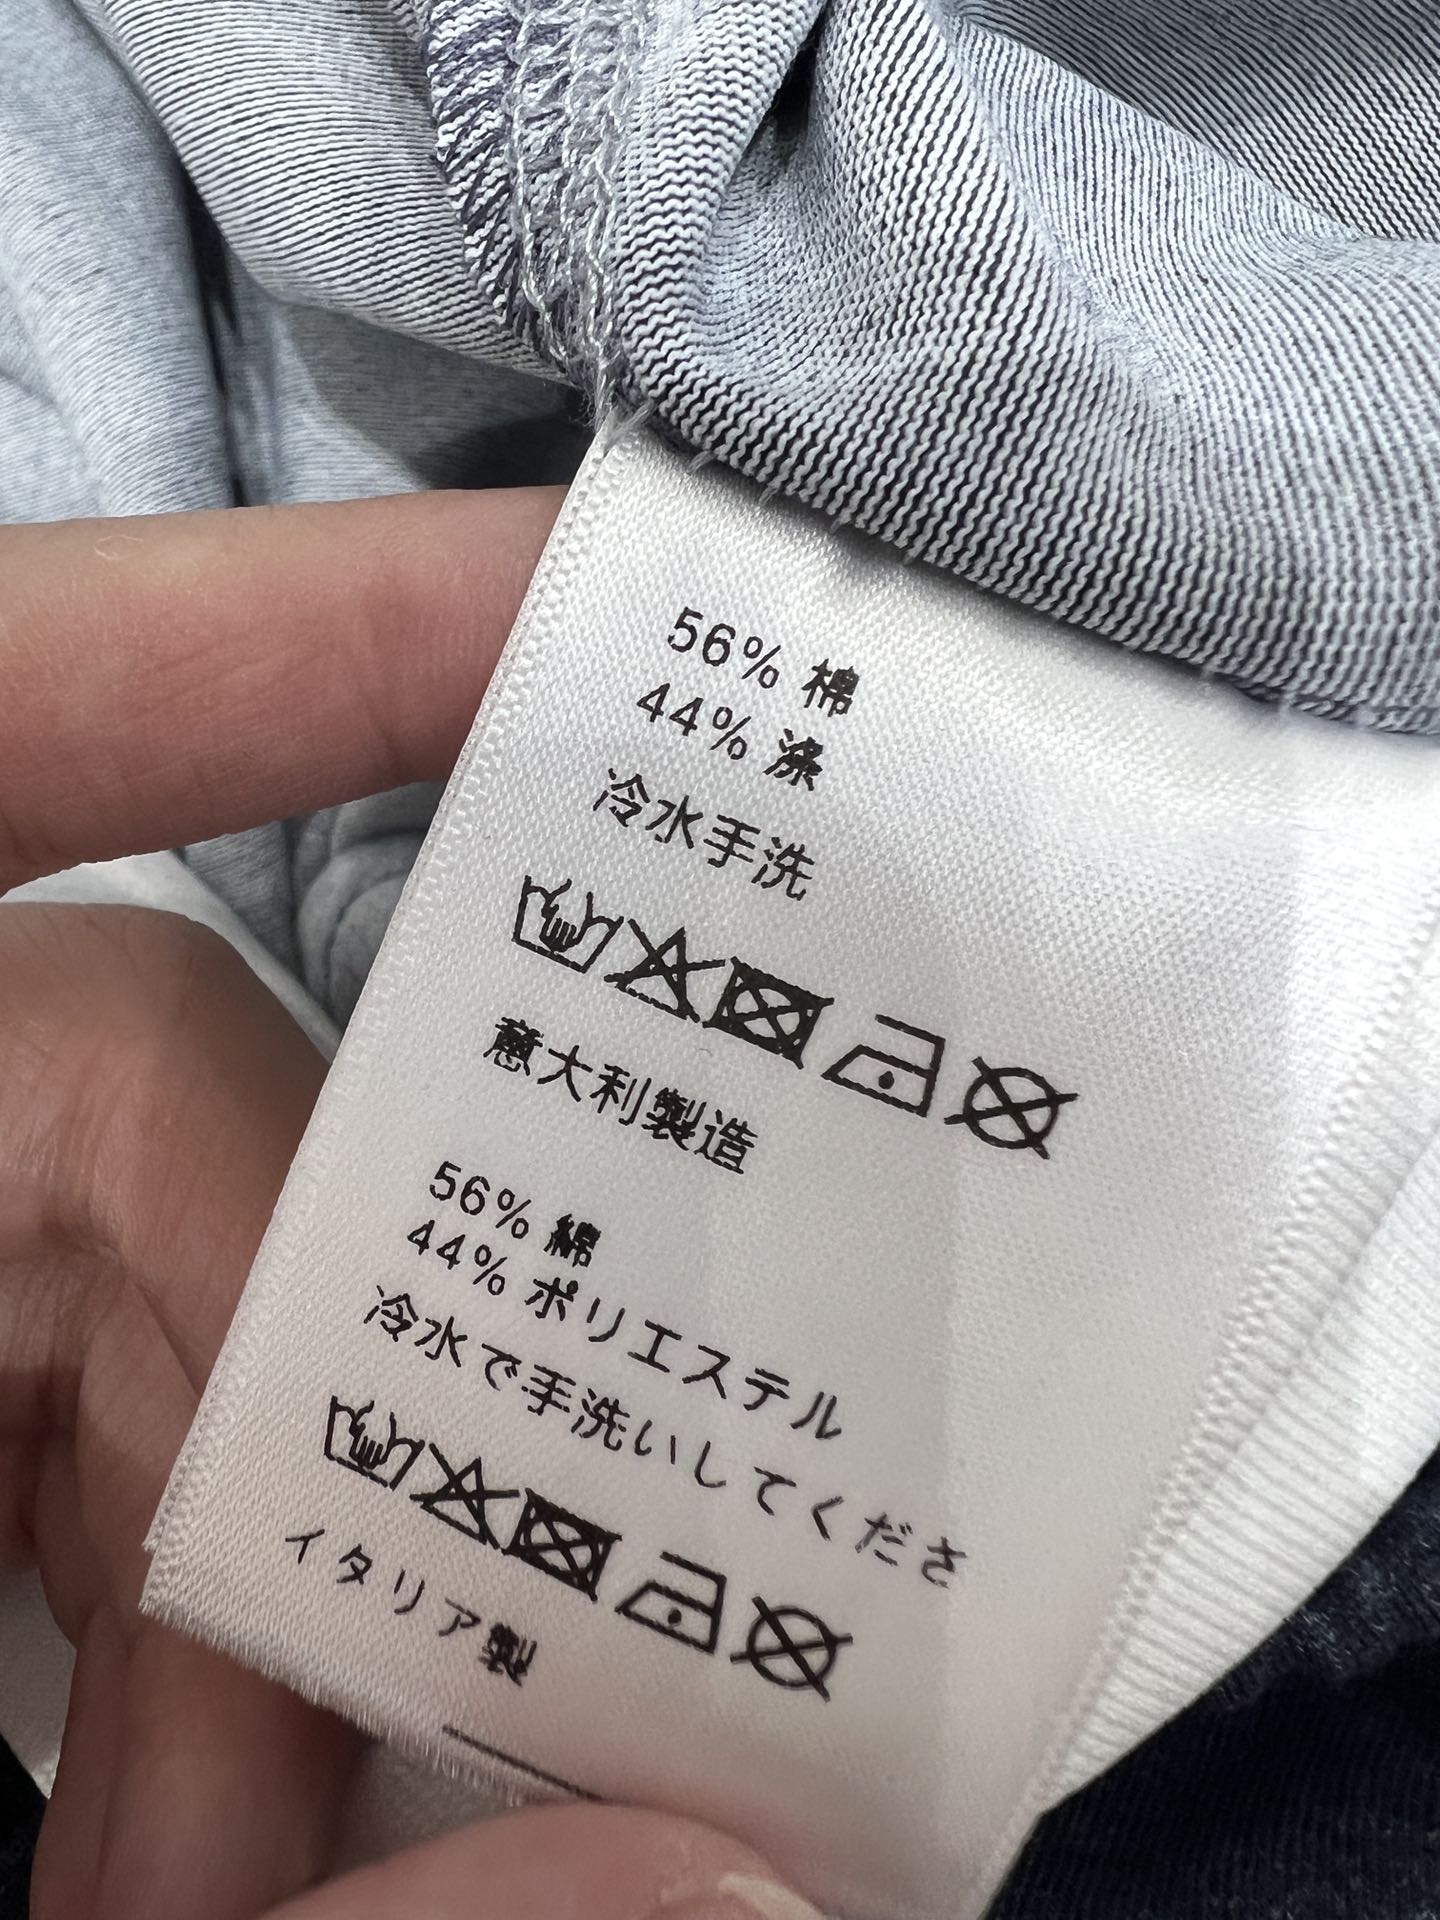 56% 棉
44% 滌
冷水手洗
意大利製造
56% 綿
44% ポリエステル
冷水で手洗いしてくださ
イタリア製